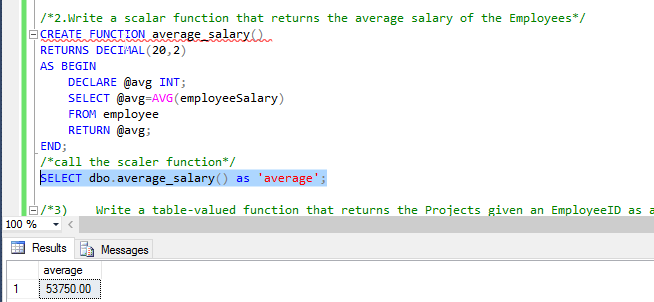 /*2.Write a scalar function that returns the average salary of the Employees*/
CREATE FUNCTION average_salary()
RETURNS DECIMAL(20,2)
AS BEGIN
DECLARE @avg INT;
SELECT @avg=AVG(employeeSalary)
FROM employee
RETURN @avg;
END;
/*call the scaler function*/
SELECT dbo.average_salary() as 'average';
/*3) Write a table-valued function that returns the Projects given an EmployeeID as a
100 %
Results Messages
average
1 53750.00